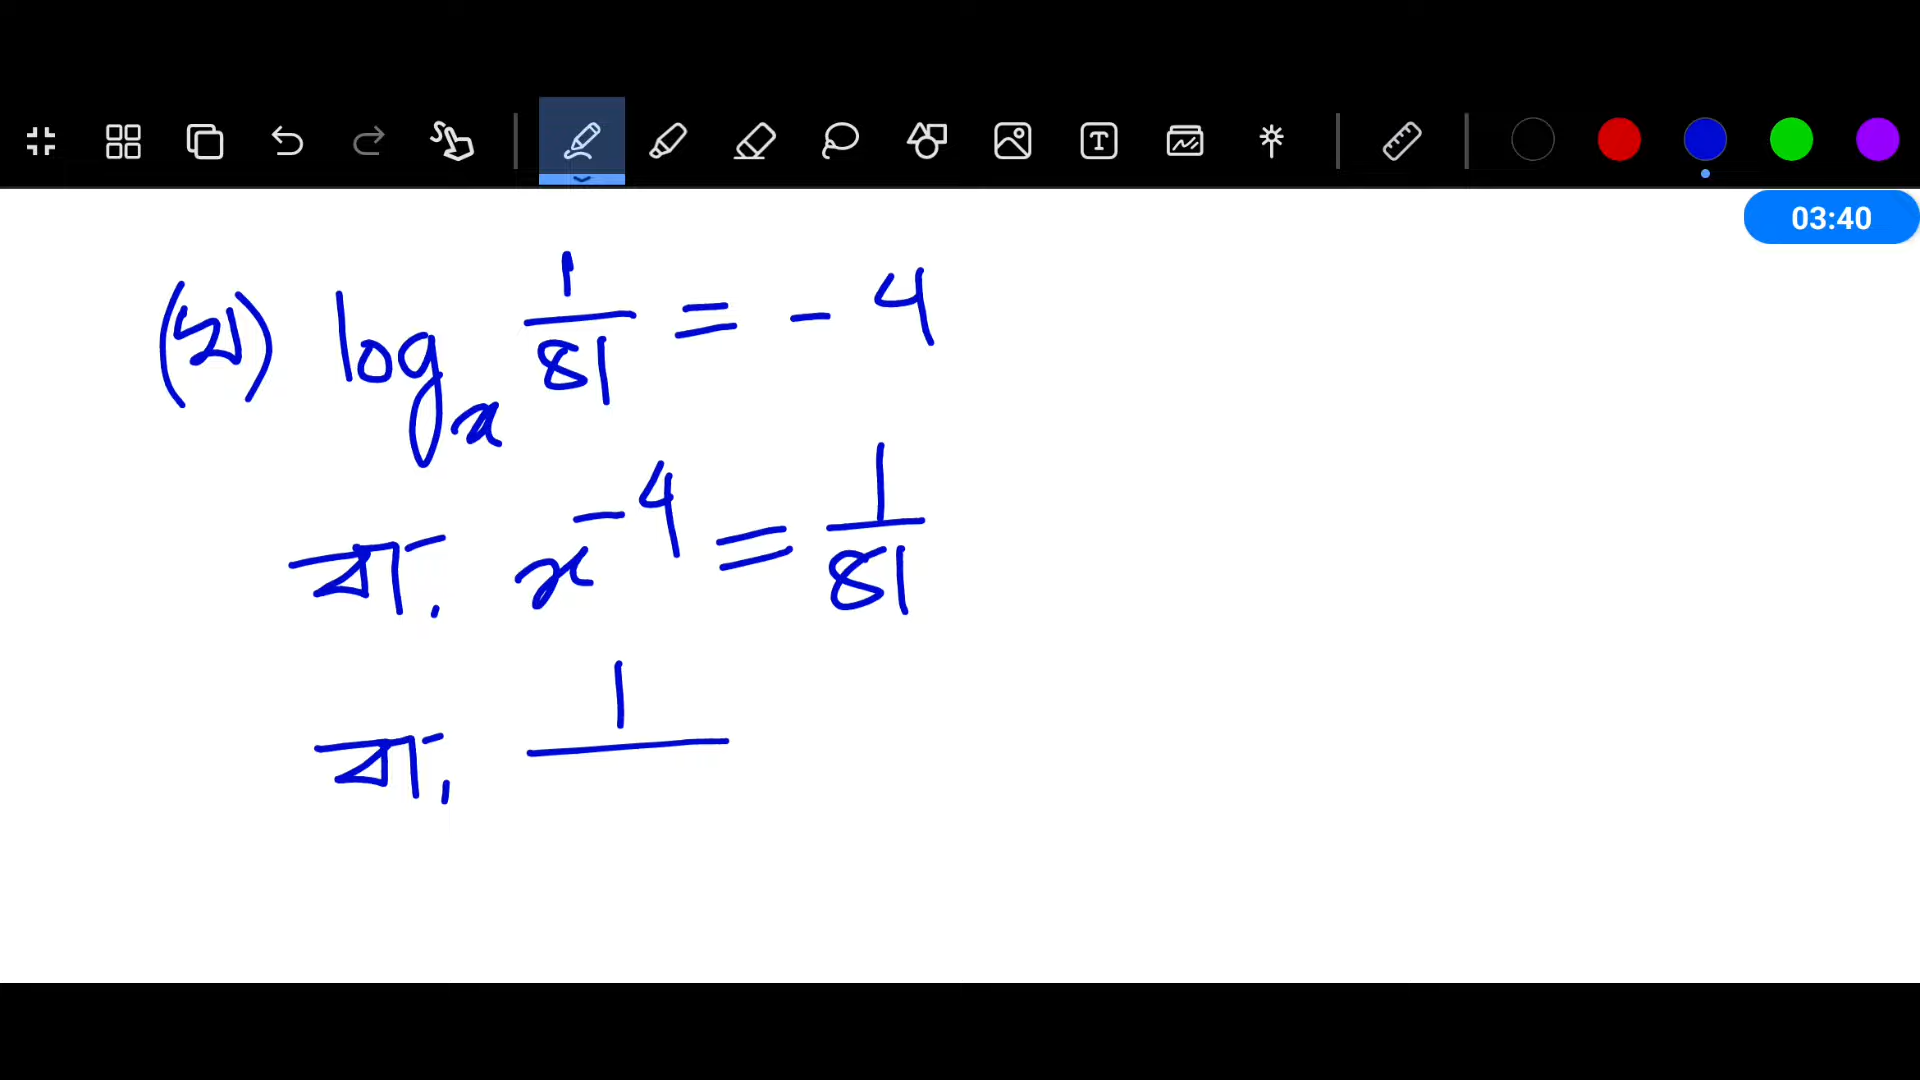 03:40
(ঘ) log_x 1/81 = - 4
বা, x^-4 = 1/81
বা, 1/